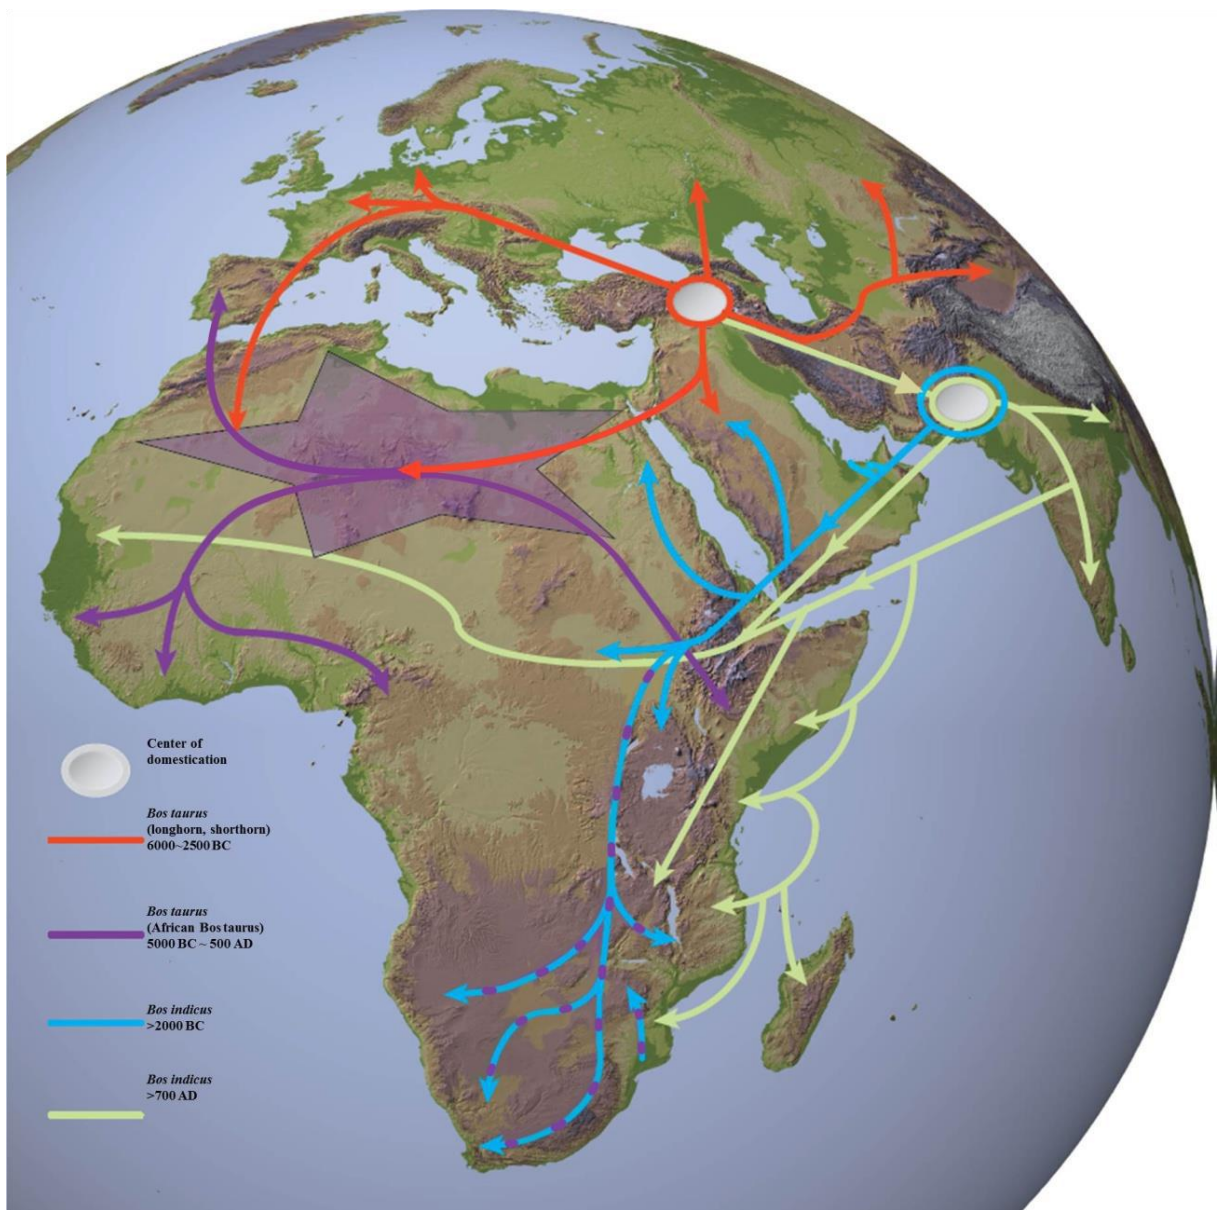 Center of
domestication
Bos taurus
(longhorn, shorthorn)
6000~2500 BC
Bos taurus
(African Bos taurus)
5000 BC ~ 500 AD
Bos indicus
>2000 BC
Bos indicus
>700 AD